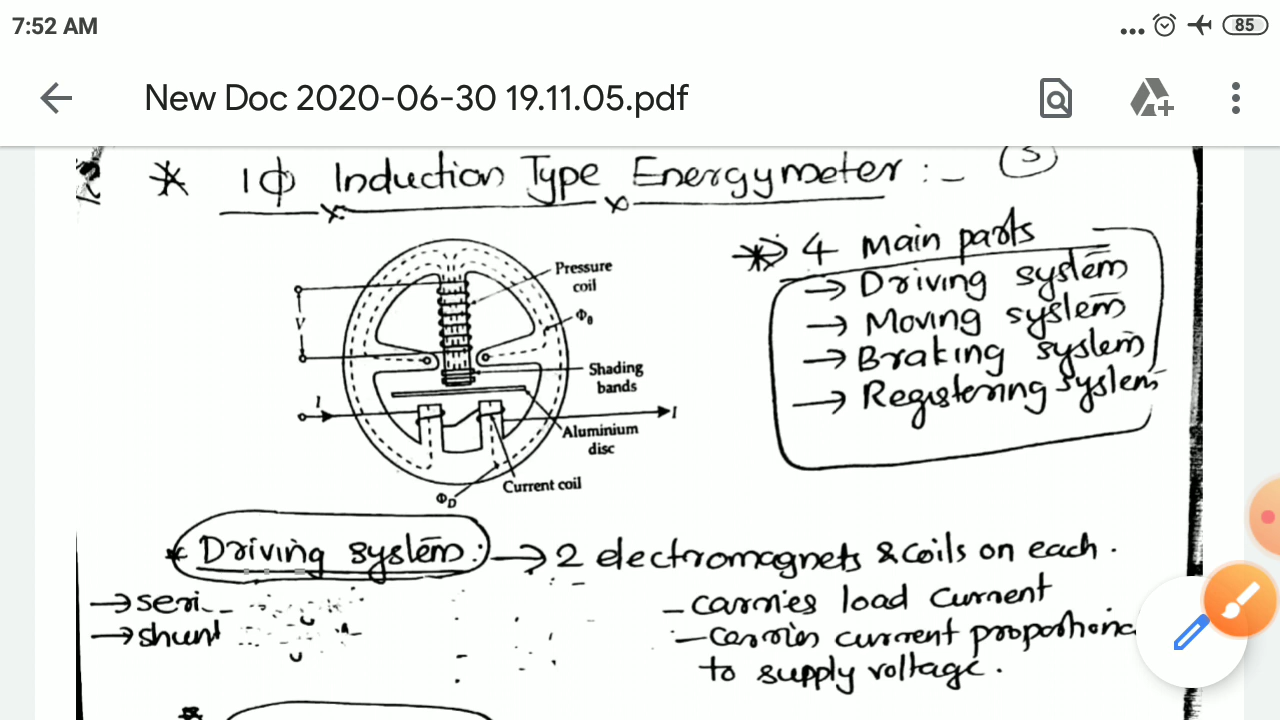 7:52 AM
85
New Doc 2020-06-30 19.11.05.pdf
1Φ Induction Type Energymeter :-
Pressure
coil
V
Φ
Shading
bands
I
I
Aluminium
disc
Current coil
ΦD
4 Main parts
→ Driving system
→ Moving system
→ Braking system
→ Registering system
* Driving system :→ 2 electromagnets & coils on each.
→ seri
→ shunt
- carries load current
- carries current proportiona
to supply voltage.